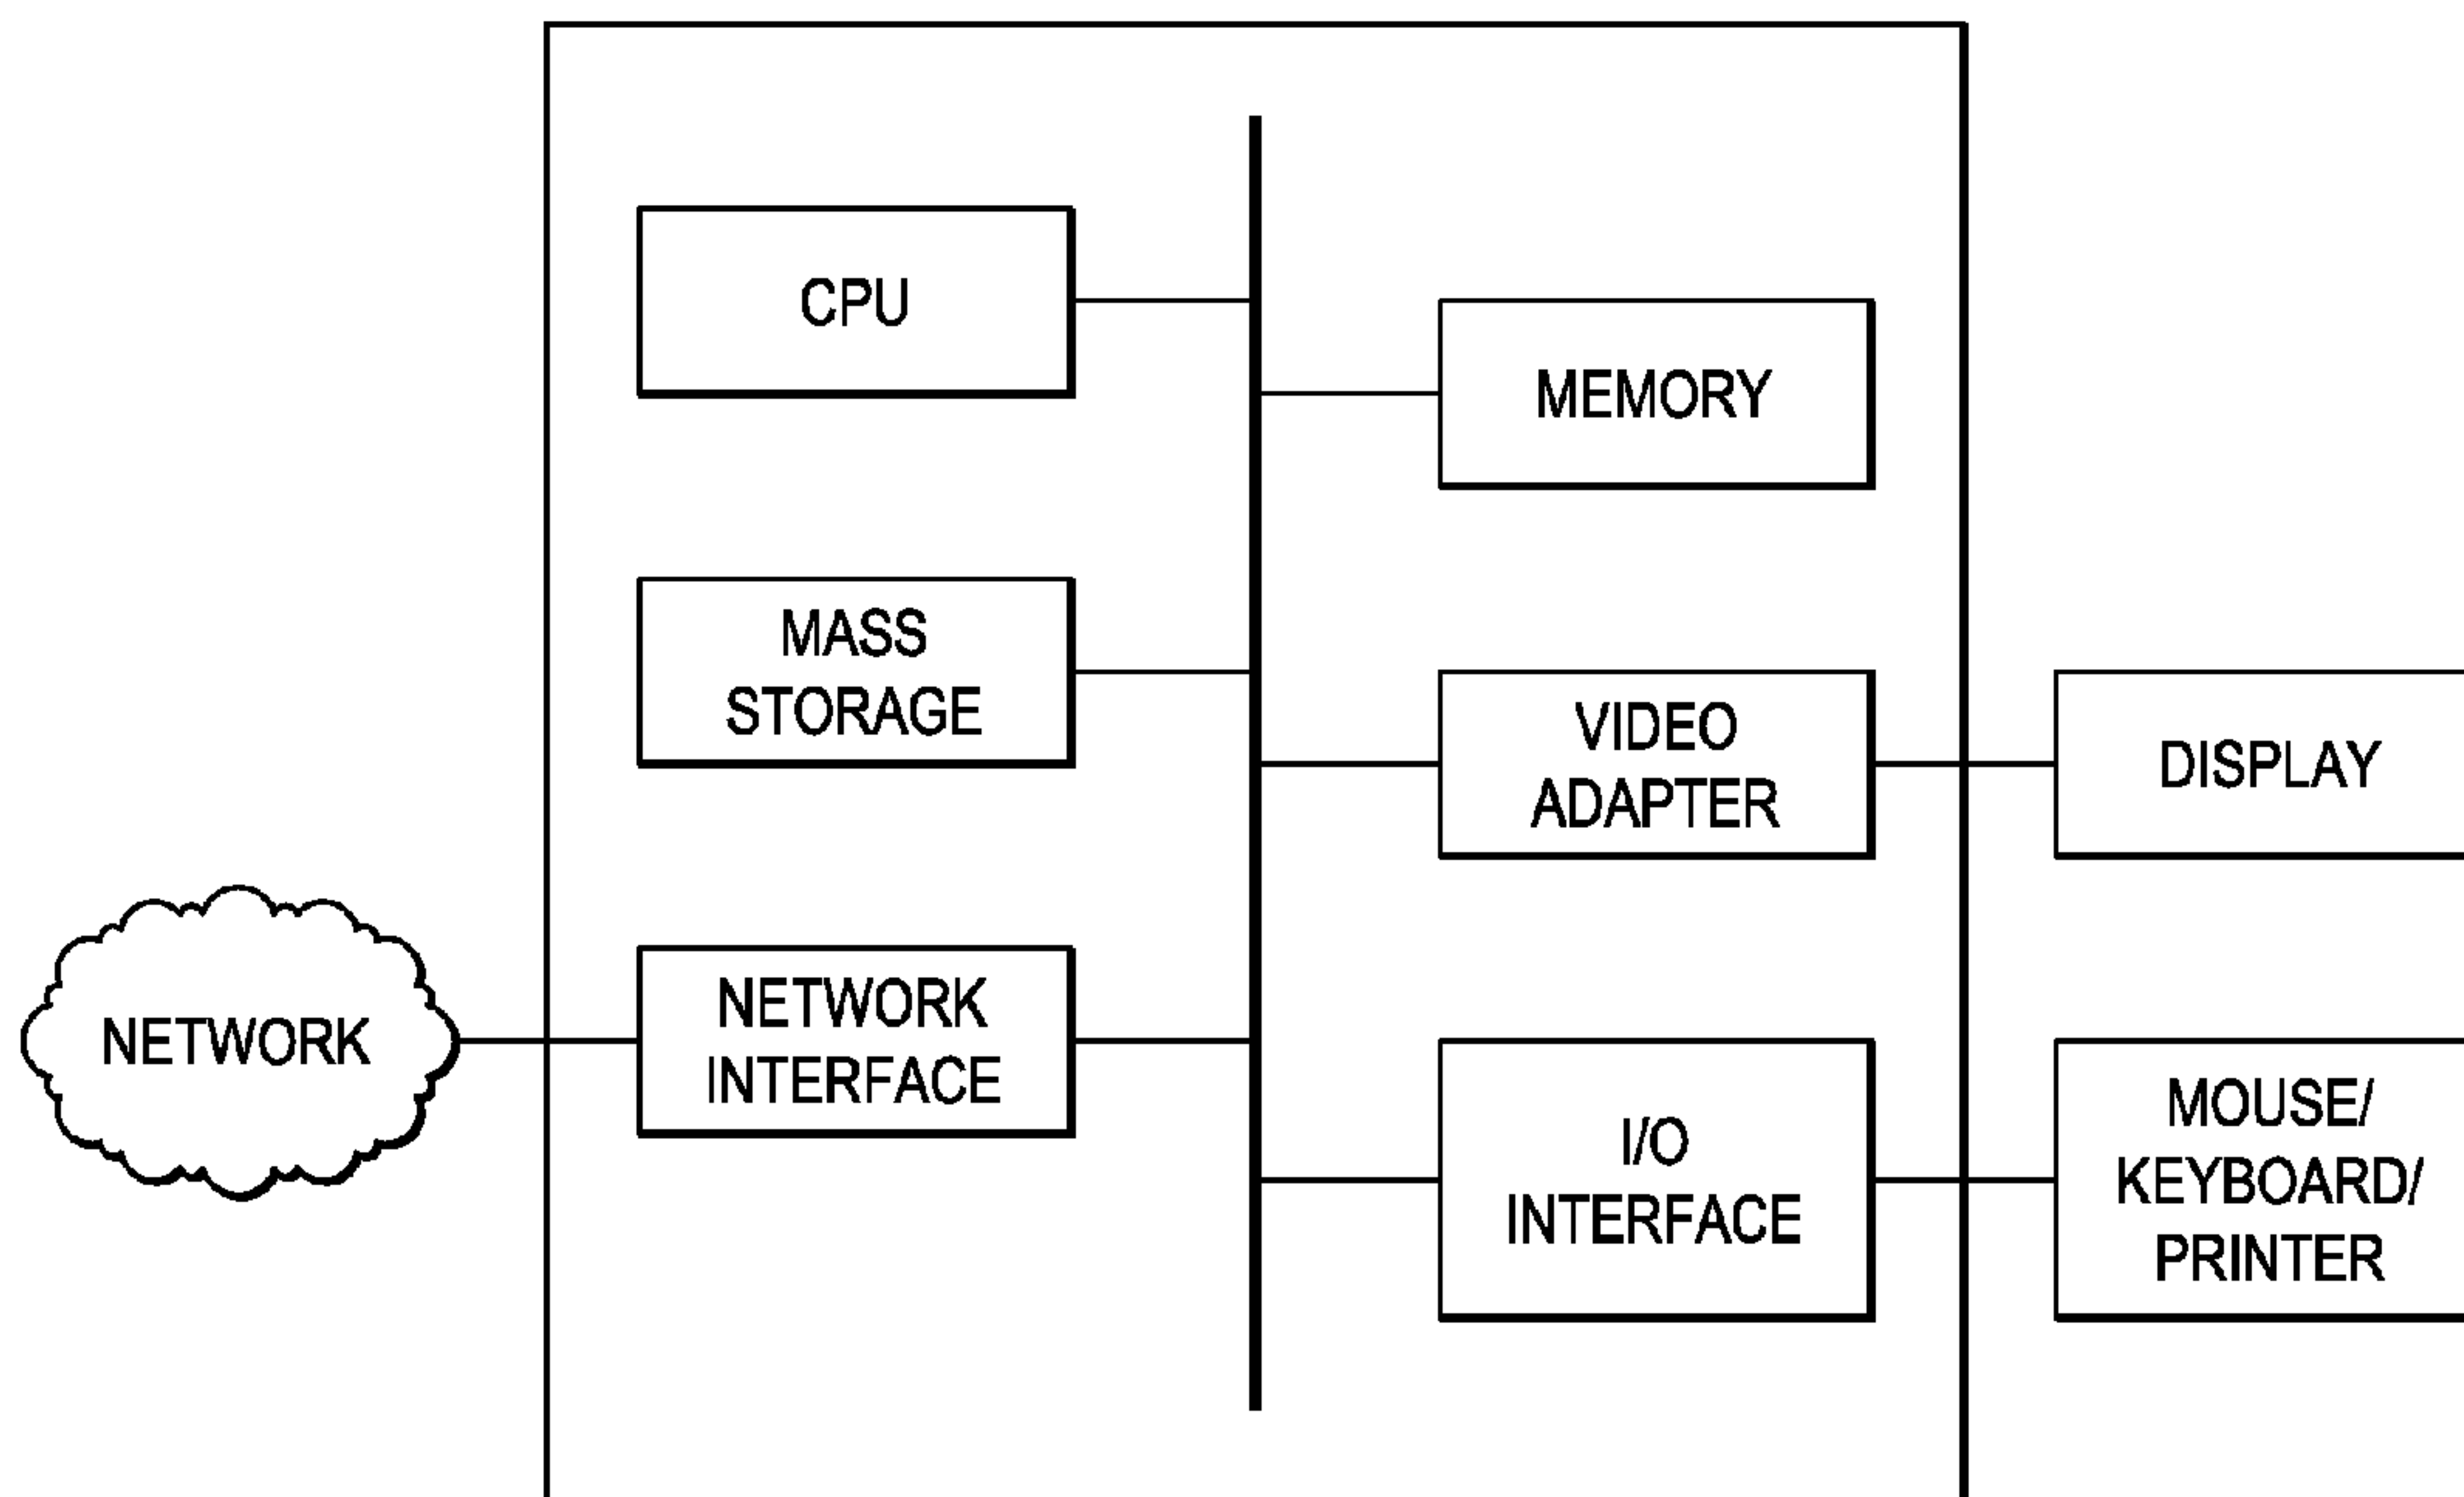 CPU
MEMORY
MASS
STORAGE
VIDEO
ADAPTER
DISPLAY
NETWORK
NETWORK
INTERFACE
I/O
INTERFACE
MOUSE/
KEYBOARD/
PRINTER